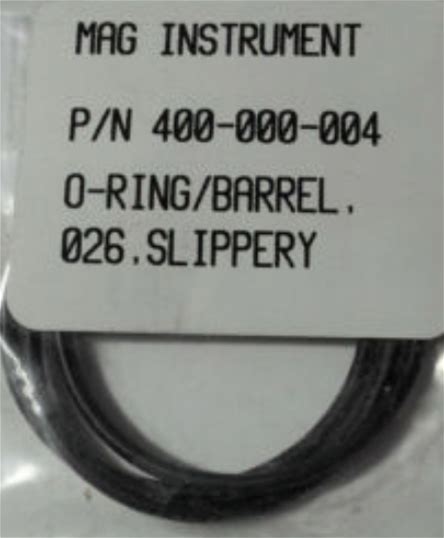 MAG INSTRUMENT
P/N 400-000-004
O-RING/BARREL,
026,SLIPPERY